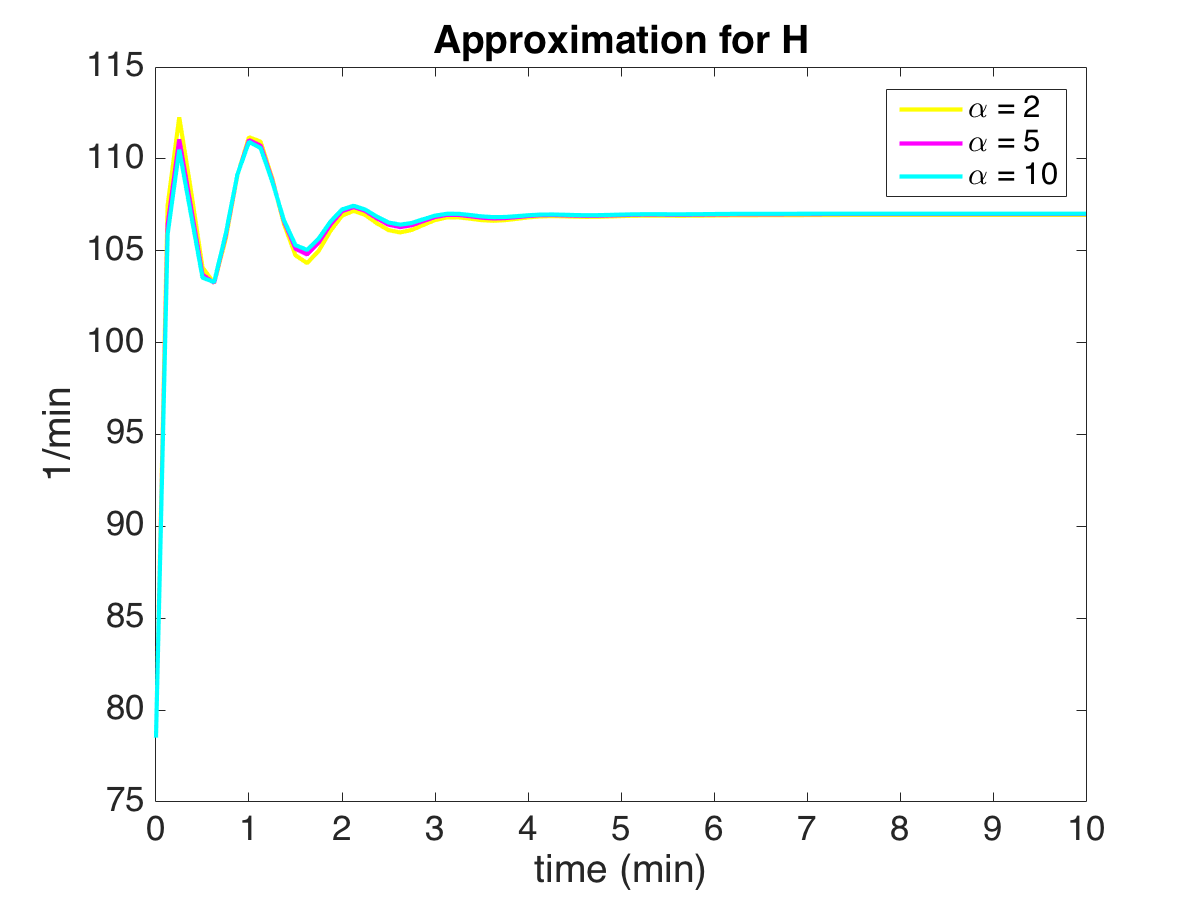 Approximation for H
115
110
105
100
95
90
85
80
75
1/min
α = 2
α = 5
α = 10
0 1 2 3 4 5 6 7 8 9 10
time (min)